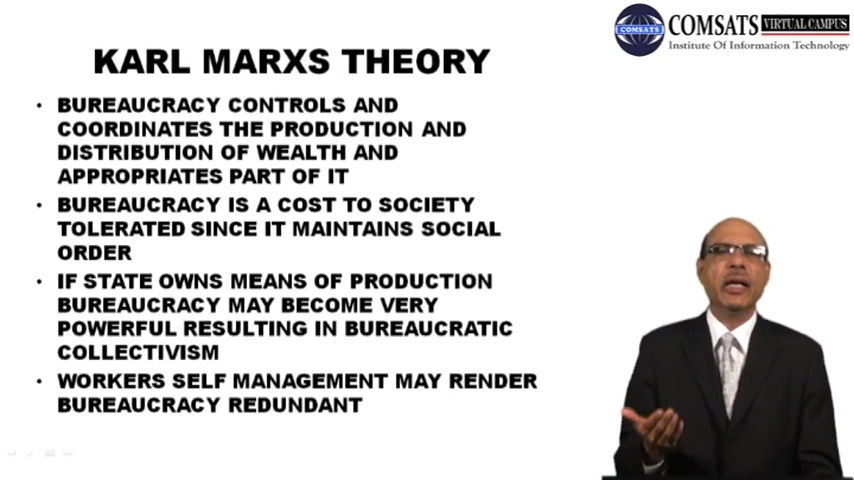 COMSATS VIRTUAL CAMPUS
Institute Of Information Technology
COMSATS
KARL MARXS THEORY
• BUREAUCRACY CONTROLS AND
COORDINATES THE PRODUCTION AND
DISTRIBUTION OF WEALTH AND
APPROPRIATES PART OF IT
• BUREAUCRACY IS A COST TO SOCIETY
TOLERATED SINCE IT MAINTAINS SOCIAL
ORDER
• IF STATE OWNS MEANS OF PRODUCTION
BUREAUCRACY MAY BECOME VERY
POWERFUL RESULTING IN BUREAUCRATIC
COLLECTIVISM
• WORKERS SELF MANAGEMENT MAY RENDER
BUREAUCRACY REDUNDANT